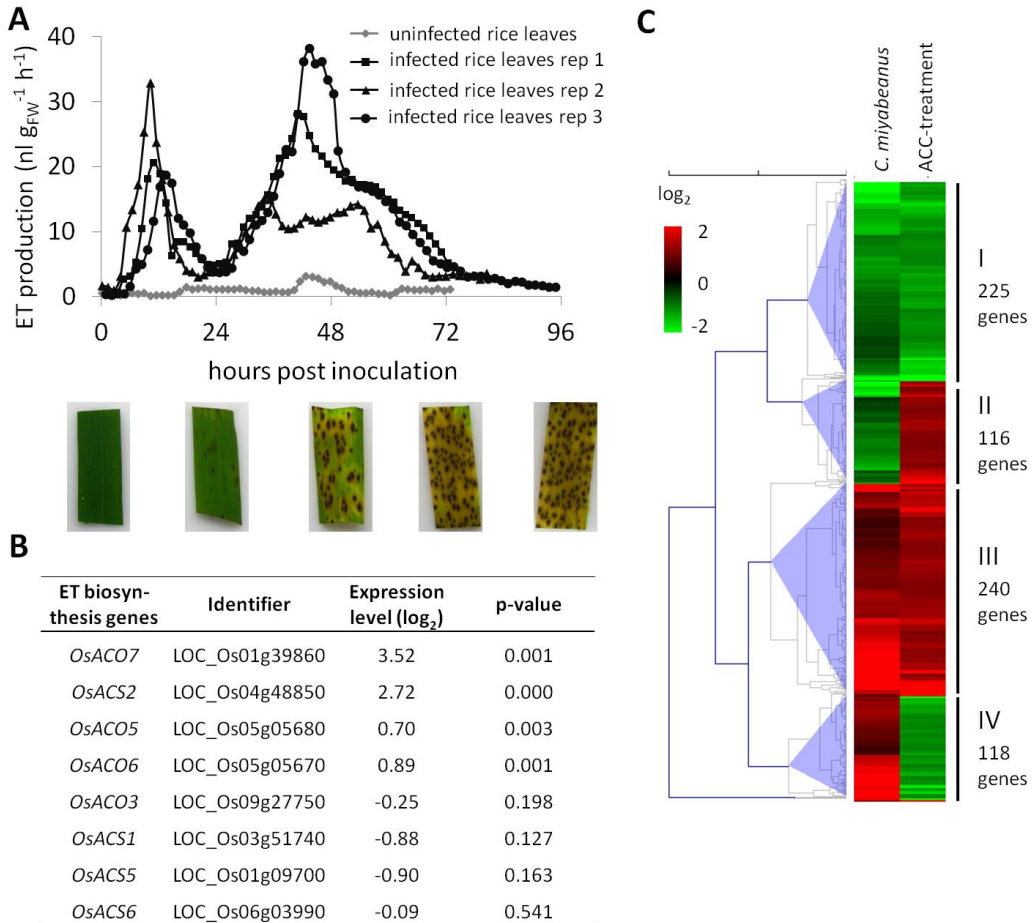 A
ET production (nl gFW⁻¹ h⁻¹)
40
30
20
10
0
uninfected rice leaves
infected rice leaves rep 1
infected rice leaves rep 2
infected rice leaves rep 3
0 24 48 72 96
hours post inoculation
B
ET biosyn-
thesis genes Identifier Expression
level (log₂) p-value
OsACO7 LOC_Os01g39860 3.52 0.001
OsACS2 LOC_Os04g48850 2.72 0.000
OsACO5 LOC_Os05g05680 0.70 0.003
OsACO6 LOC_Os05g05670 0.89 0.001
OsACO3 LOC_Os09g27750 -0.25 0.198
OsACS1 LOC_Os03g51740 -0.88 0.127
OsACS5 LOC_Os01g09700 -0.90 0.163
OsACS6 LOC_Os06g03990 -0.09 0.541
C
C. miyabeanus
ACC-treatment
log₂
2
0
-2
I
225
genes
II
116
genes
III
240
genes
IV
118
genes